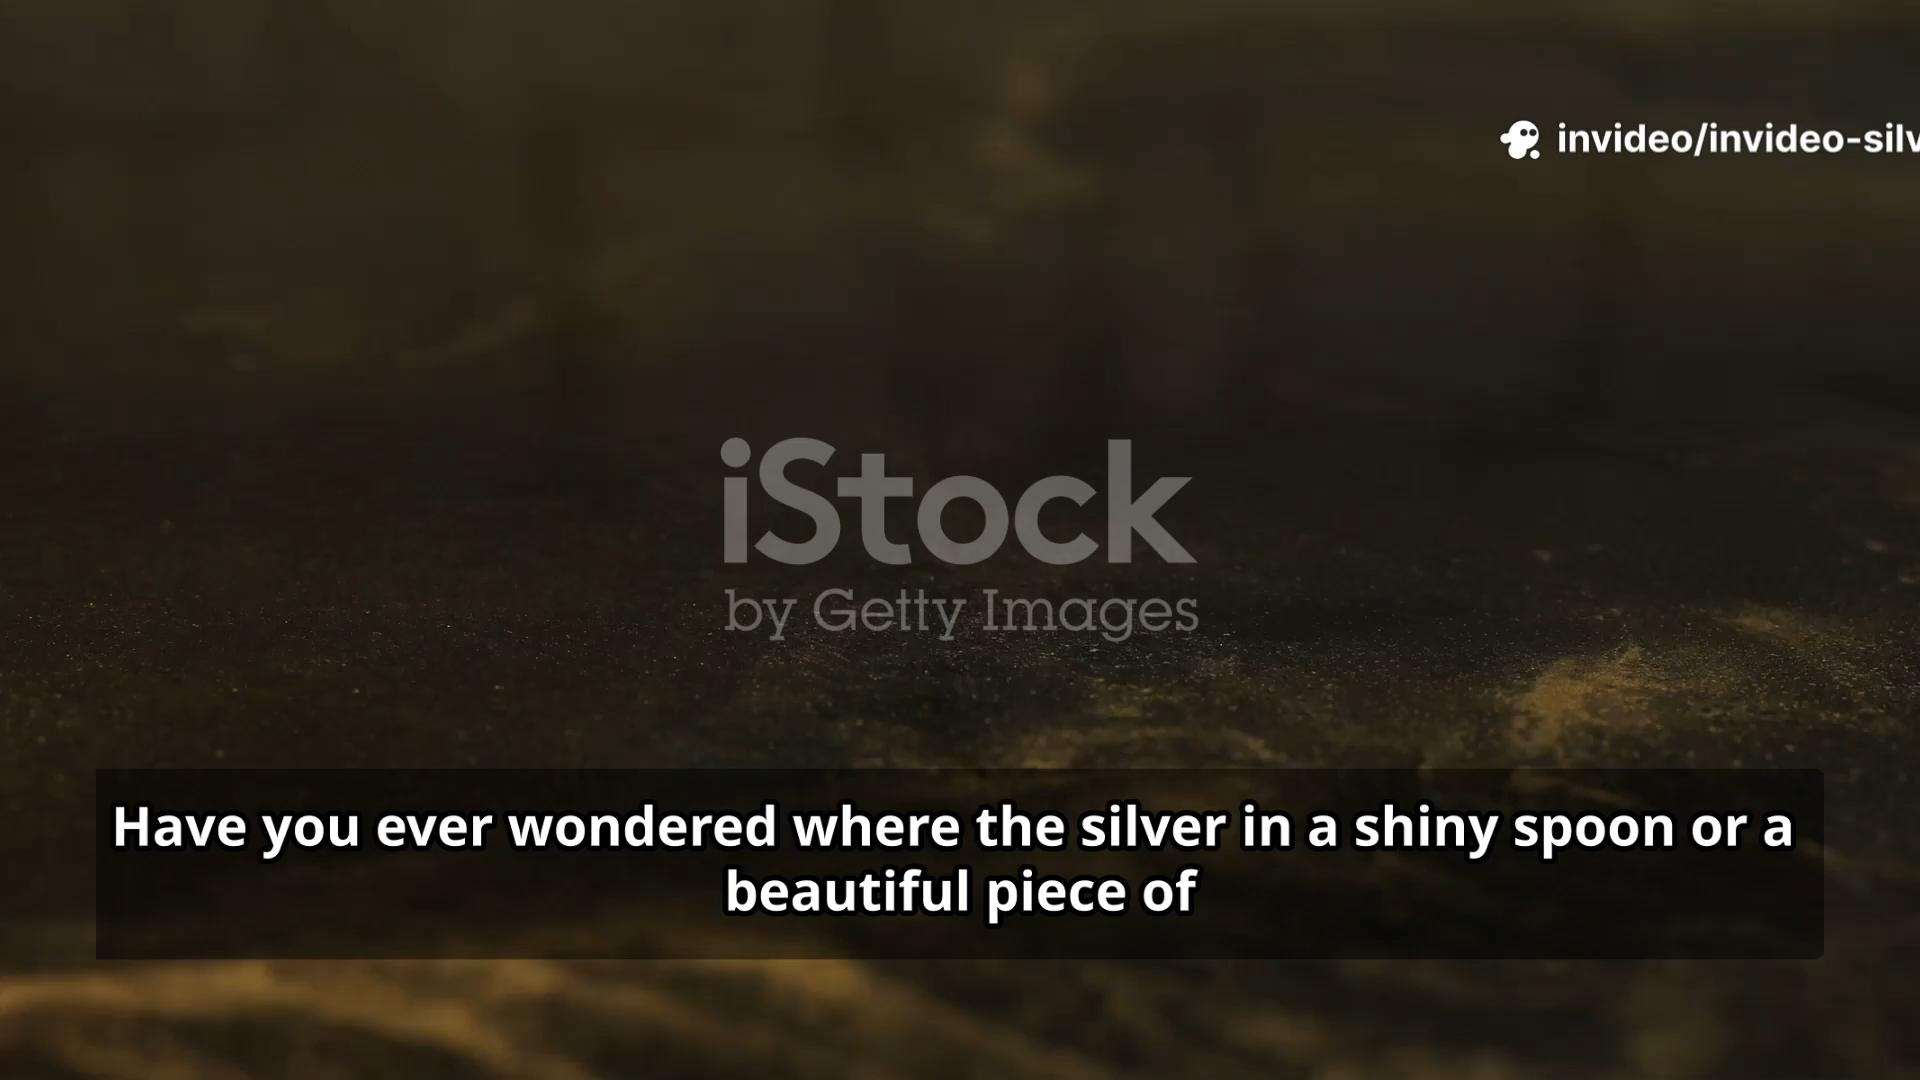 invideo/invideo-silv
iStock
by Getty Images
Have you ever wondered where the silver in a shiny spoon or a
beautiful piece of